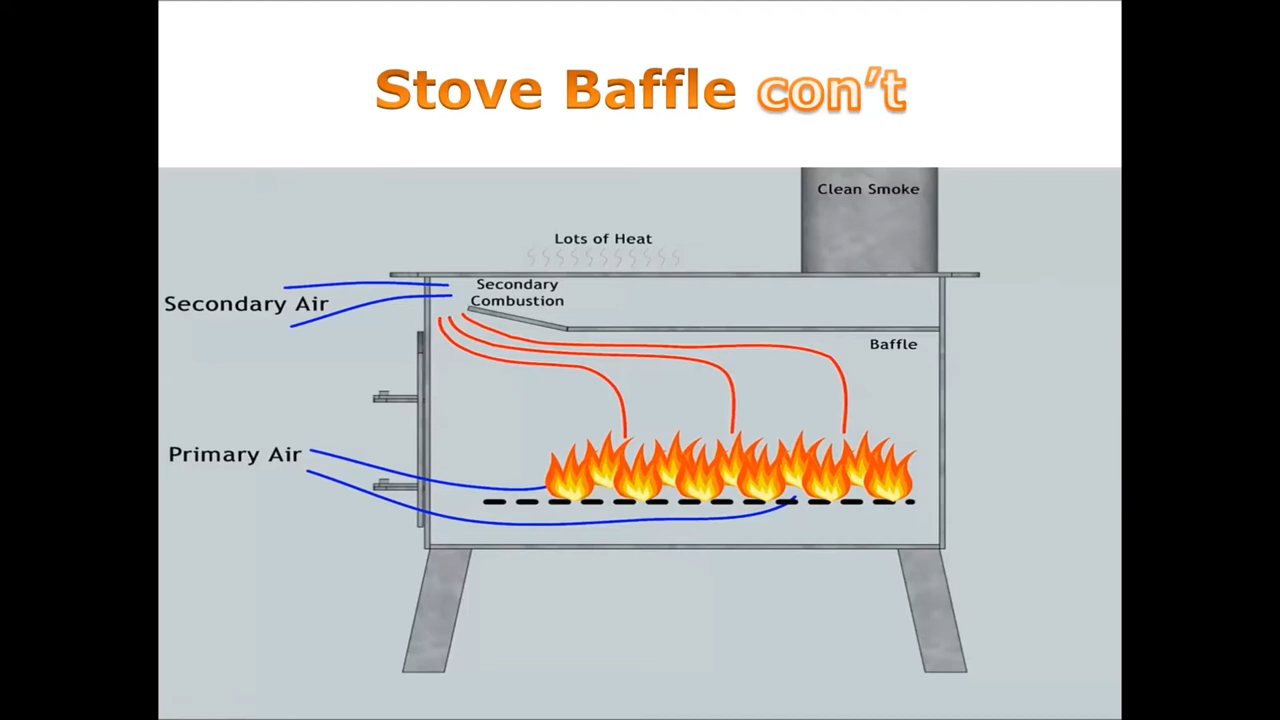 Stove Baffle con’t
Clean Smoke
Lots of Heat
Secondary
Combustion
Secondary Air
Baffle
Primary Air